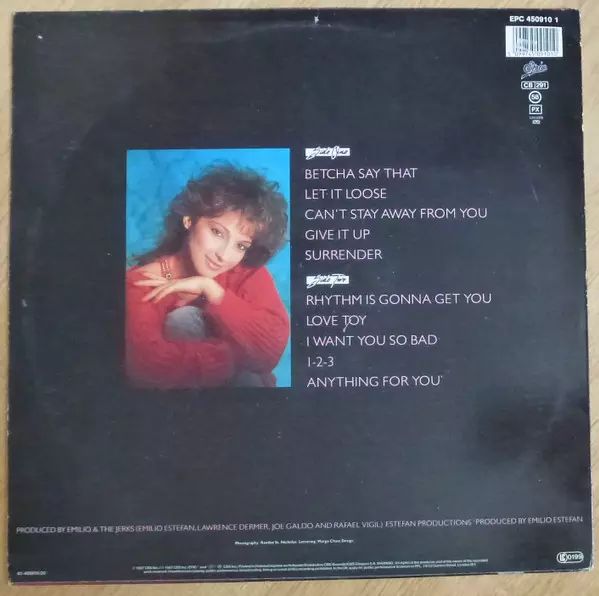 EPC 450910 1
Epic
CB 291
PX
Side One
BETCHA SAY THAT
LET IT LOOSE
CAN'T STAY AWAY FROM YOU
GIVE IT UP
SURRENDER
Side Two
RHYTHM IS GONNA GET YOU
LOVE TOY
I WANT YOU SO BAD
1-2-3
ANYTHING FOR YOU*
PRODUCED BY EMILIO & THE JERKS (EMILIO ESTEFAN, LAWRENCE DERMER, JOE GALDO AND RAFAEL VIGIL). ESTEFAN PRODUCTIONS *PRODUCED BY EMILIO ESTEFAN
0199